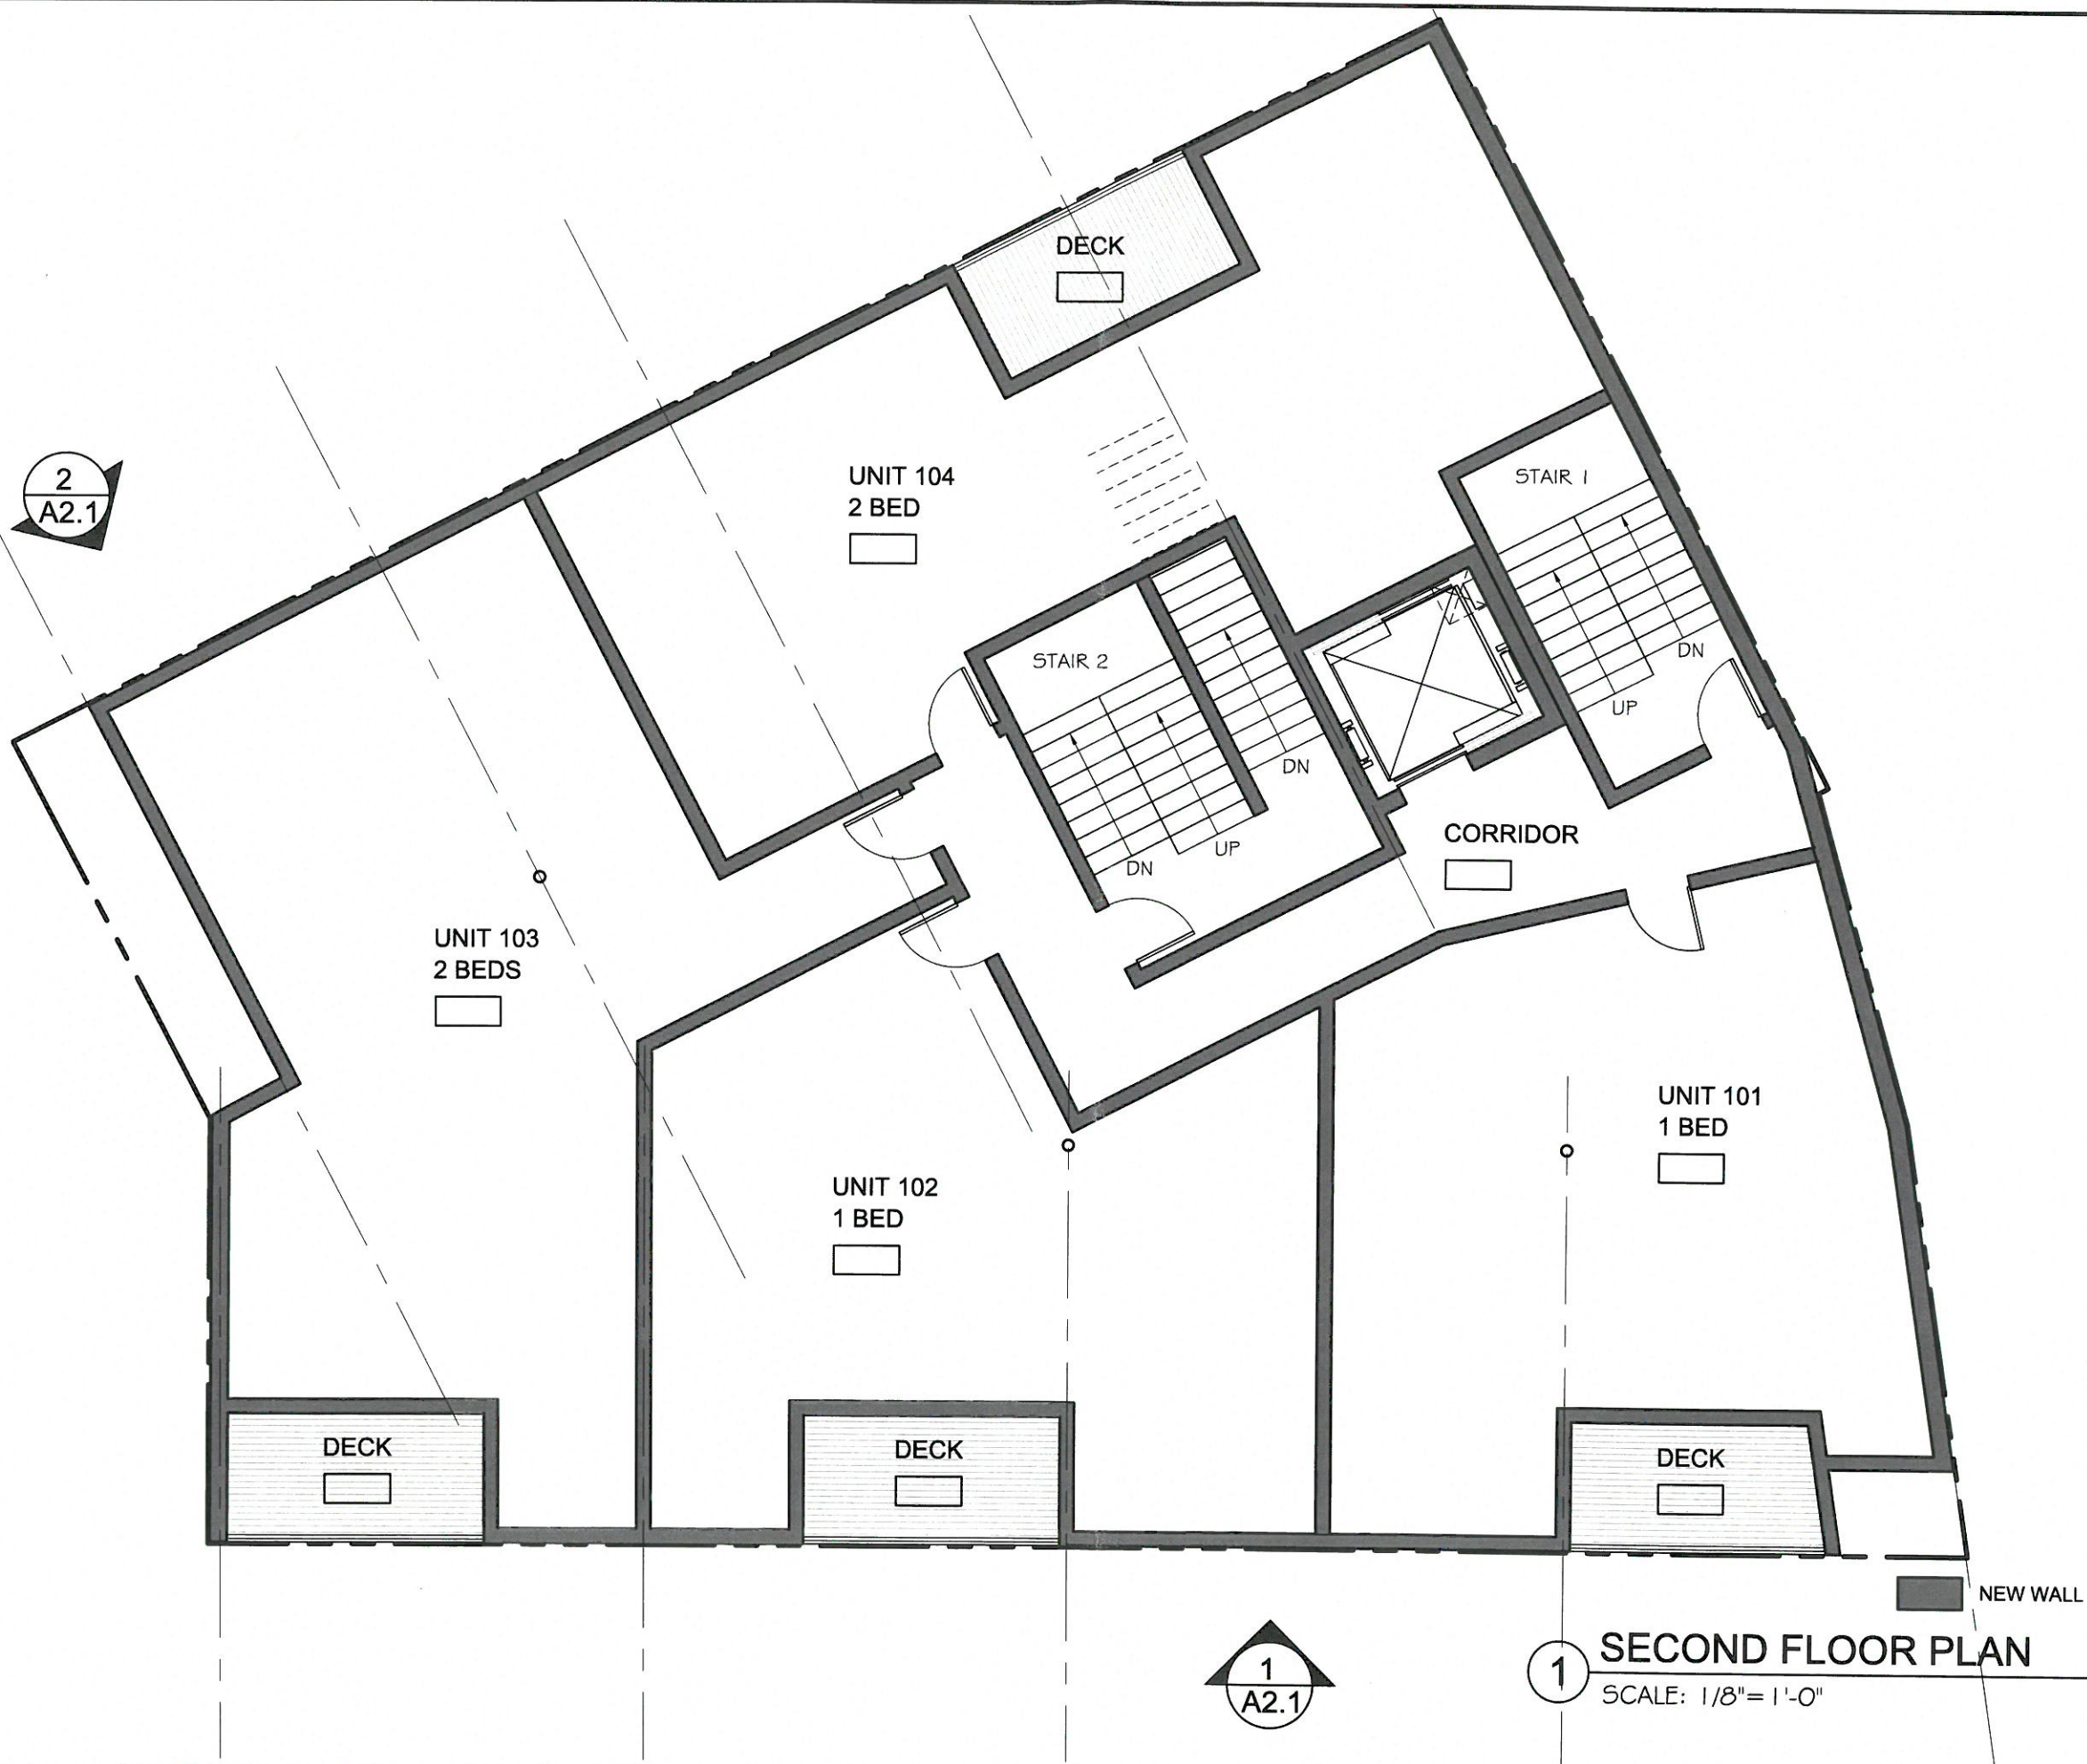 DECK
2
A2.1
UNIT 104
2 BED
STAIR 1
STAIR 2
DN
UP
DN
CORRIDOR
DN
UP
UNIT 103
2 BEDS
UNIT 101
1 BED
UNIT 102
1 BED
DECK
DECK
DECK
NEW WALL
1
A2.1
1
SECOND FLOOR PLAN
SCALE: 1/8"=1'-0"